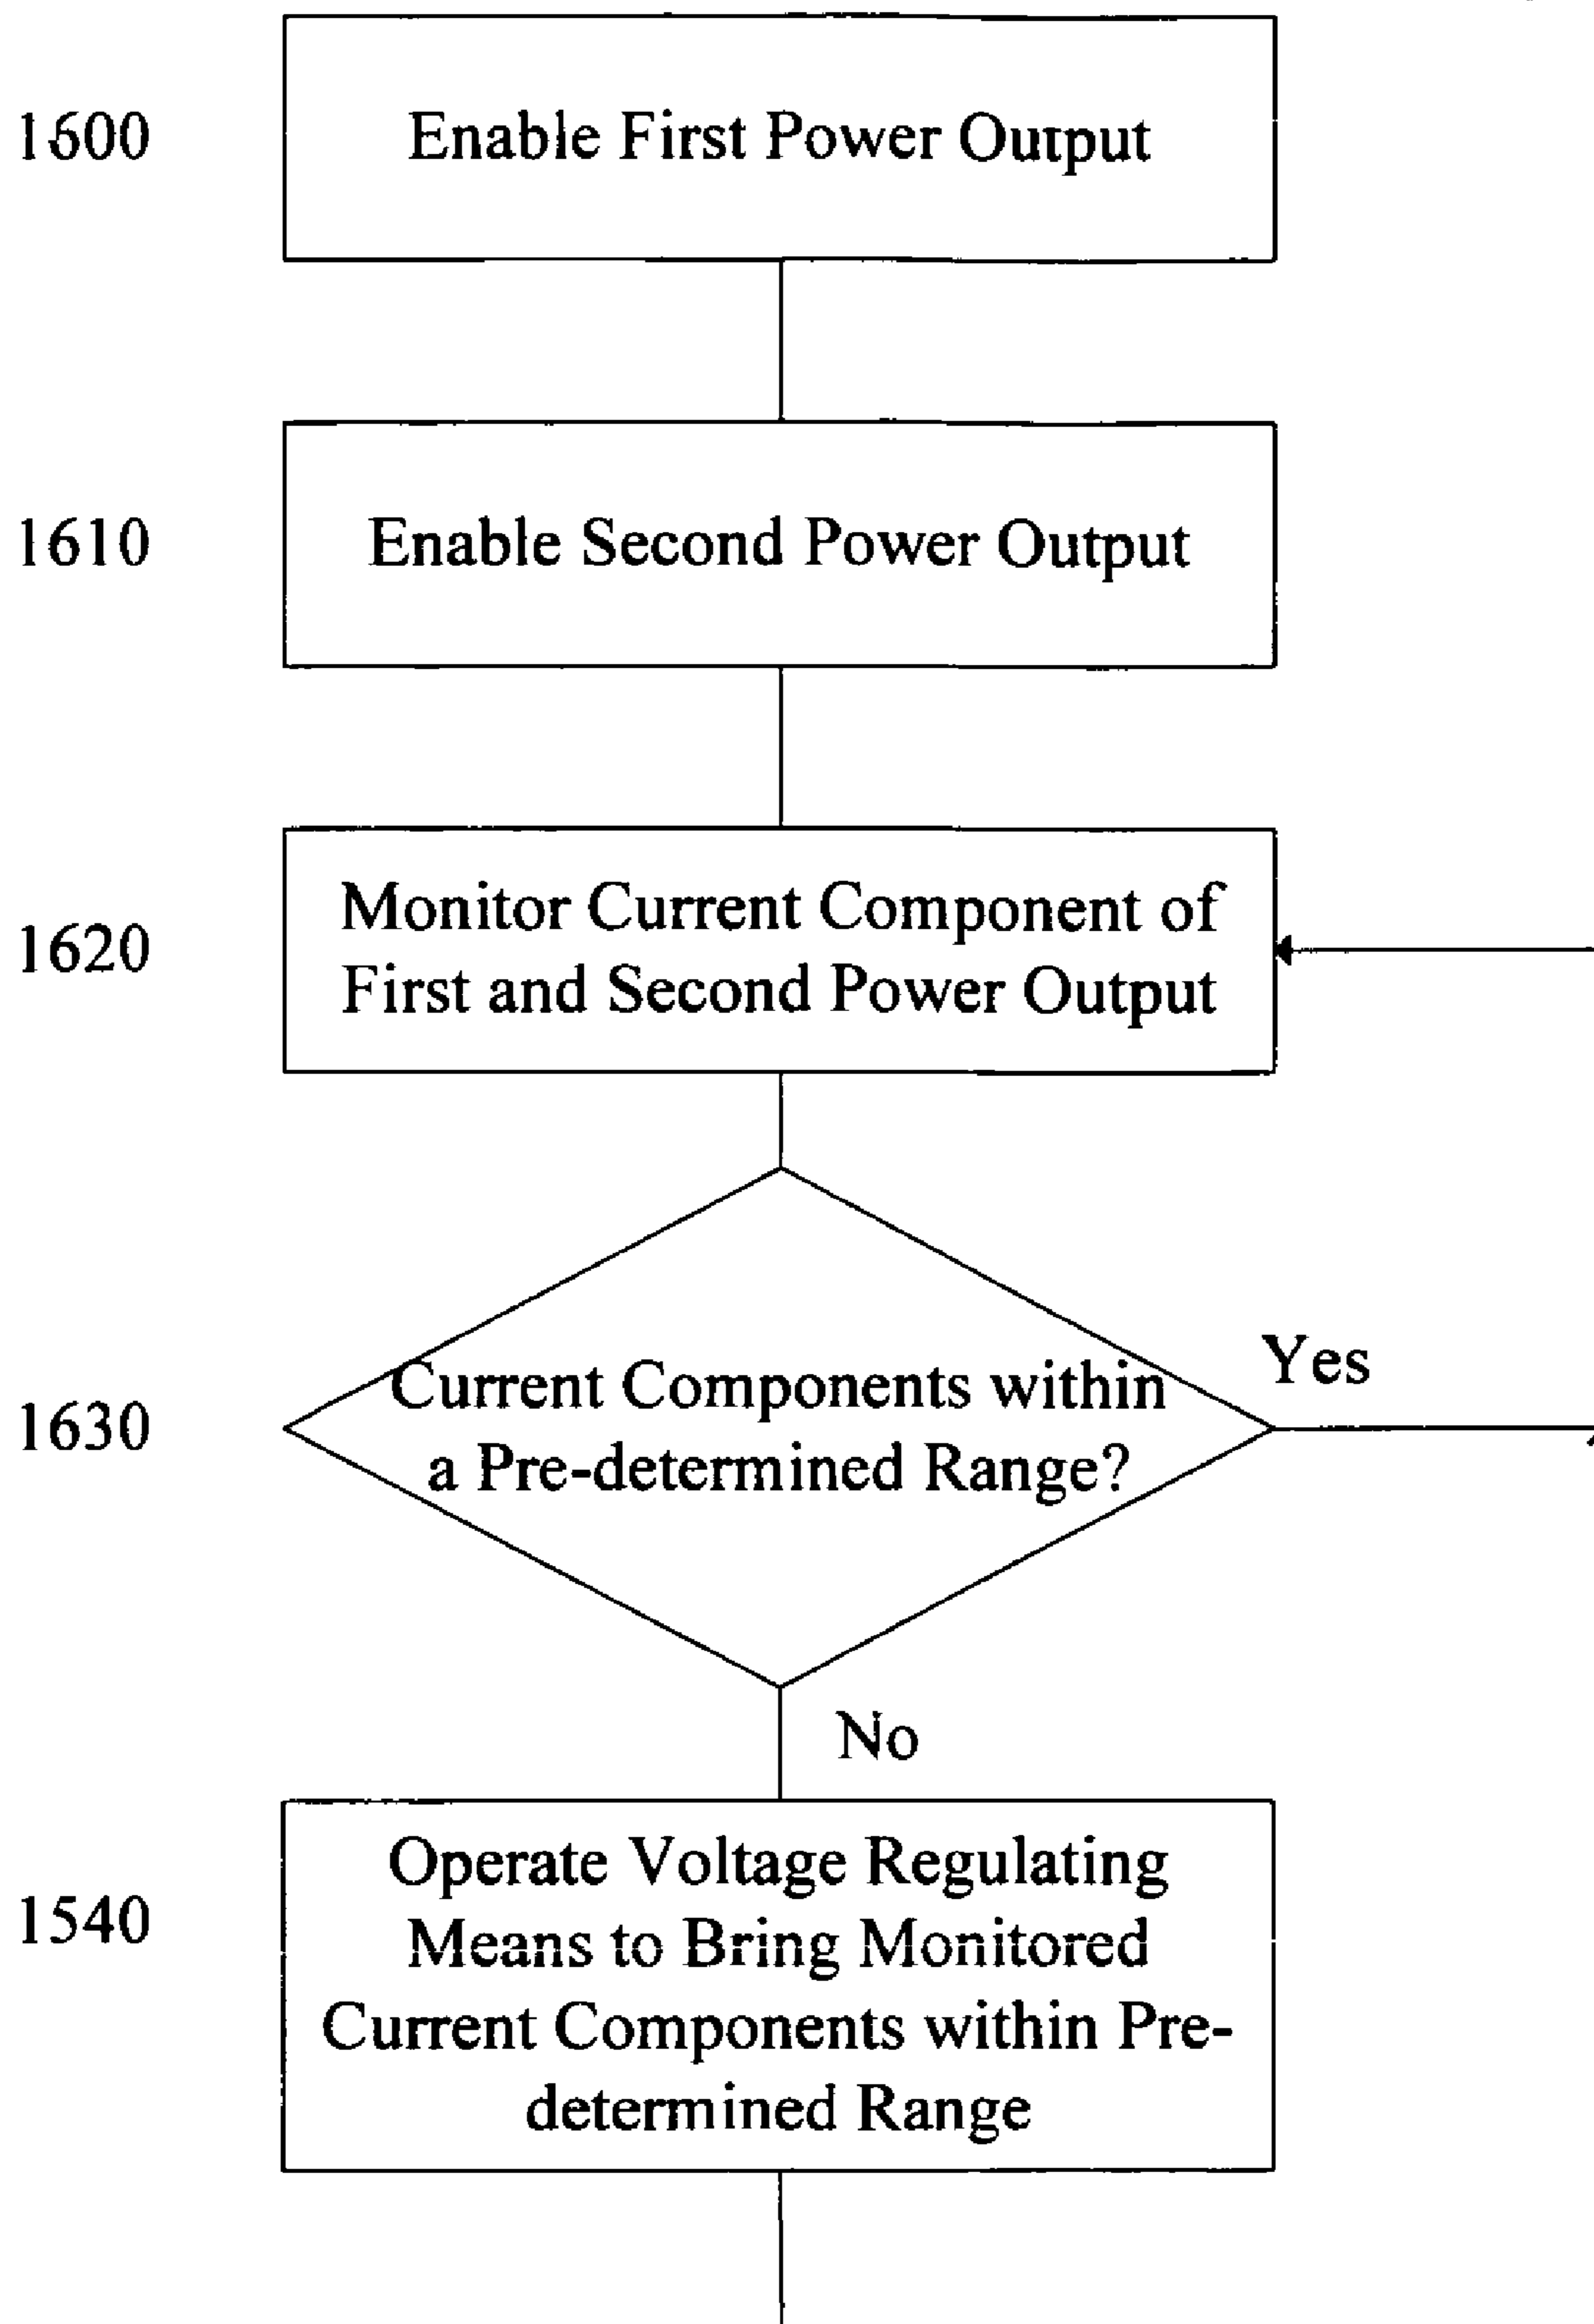 1600
Enable First Power Output
1610
Enable Second Power Output
1620
Monitor Current Component of
First and Second Power Output
1630
Current Components within
a Pre-determined Range?
Yes
No
1540
Operate Voltage Regulating
Means to Bring Monitored
Current Components within Pre-
determined Range